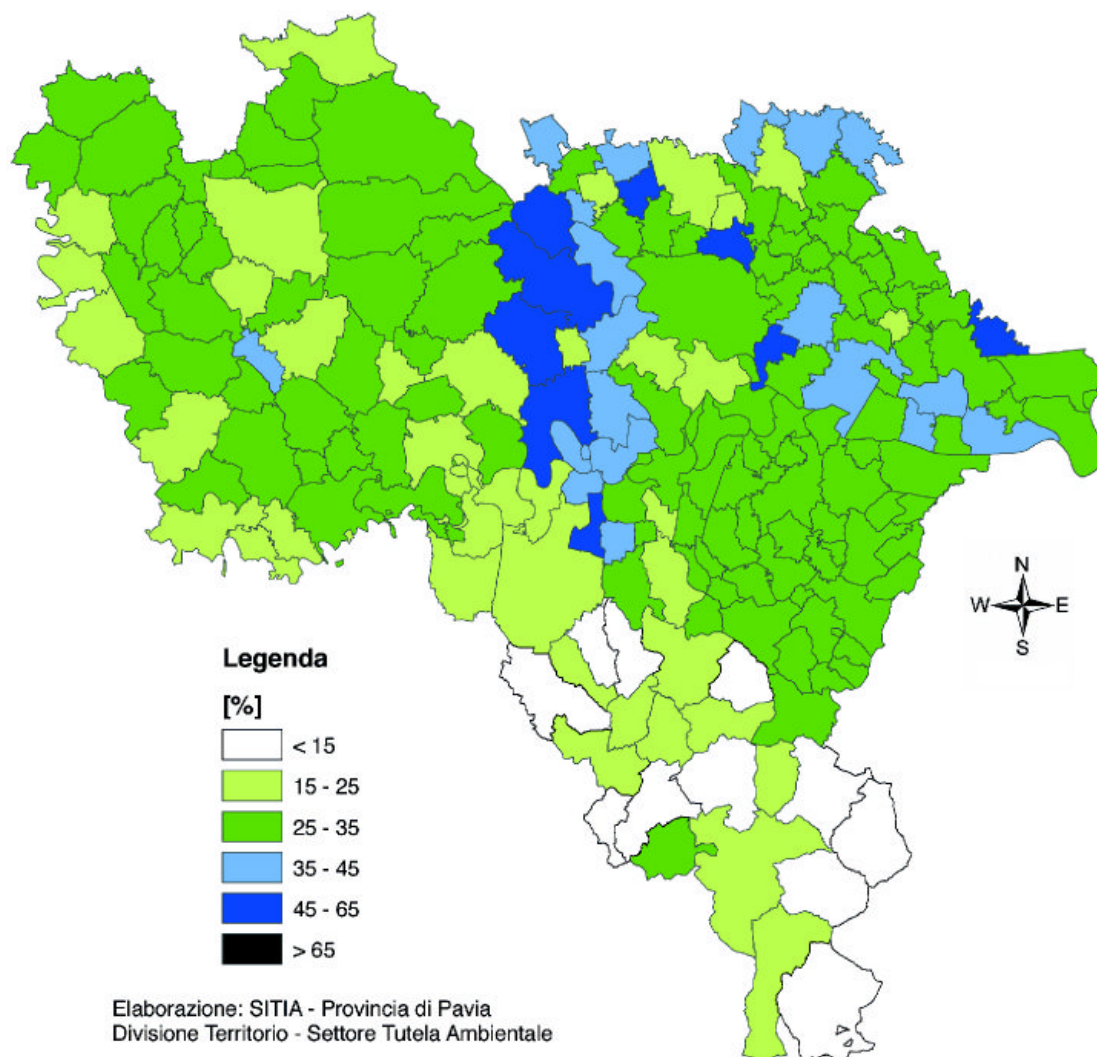 N
W E
S
Legenda
[%]
< 15
15 - 25
25 - 35
35 - 45
45 - 65
> 65
Elaborazione: SITIA - Provincia di Pavia
Divisione Territorio - Settore Tutela Ambientale